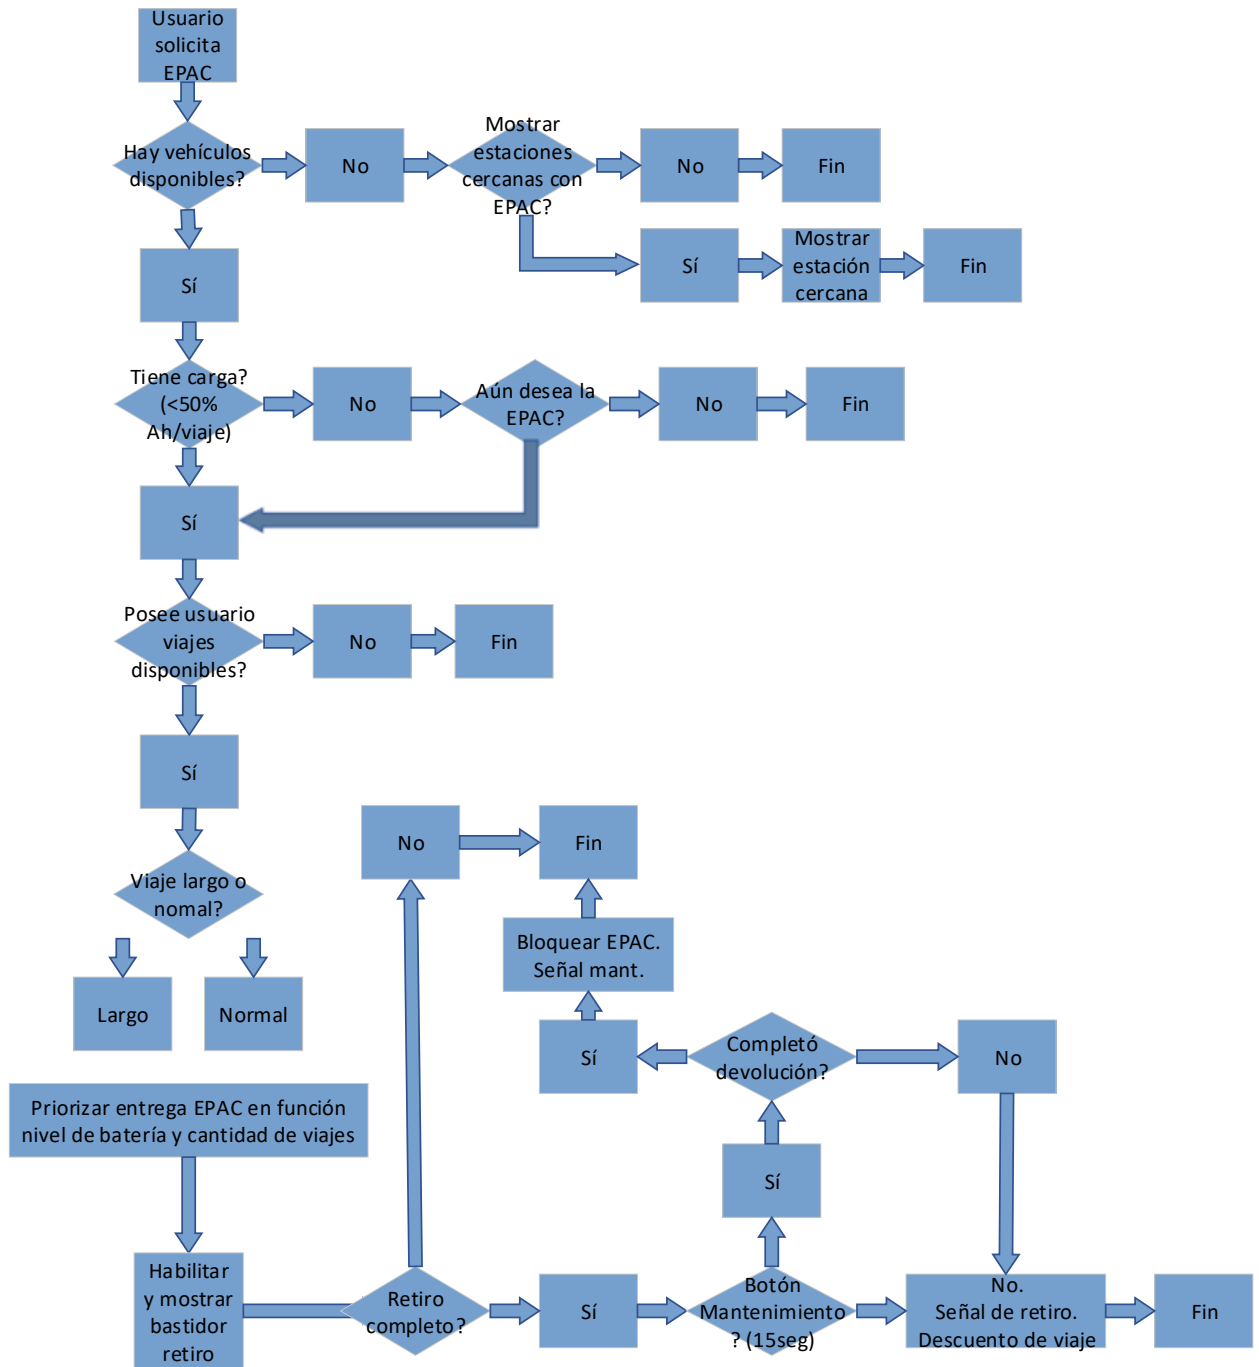 Usuario
solicita
EPAC
Hay vehículos
disponibles?
No
Mostrar
estaciones
cercanas con
EPAC?
No
Fin
Sí
Mostrar
estación
cercana
Fin
Sí
Tiene carga?
(<50%
Ah/viaje)
No
Aún desea la
EPAC?
No
Fin
Sí
Posee usuario
viajes
disponibles?
No
Fin
Sí
Viaje largo o
normal?
Largo
Normal
No
Fin
Bloquear EPAC.
Señal mant.
Sí
Completó
devolución?
No
Priorizar entrega EPAC en función
nivel de batería y cantidad de viajes
Sí
Habilitar
y mostrar
bastidor
retiro
Retiro
completo?
Sí
Botón
Mantenimiento
? (15seg)
No.
Señal de retiro.
Descuento de viaje
Fin